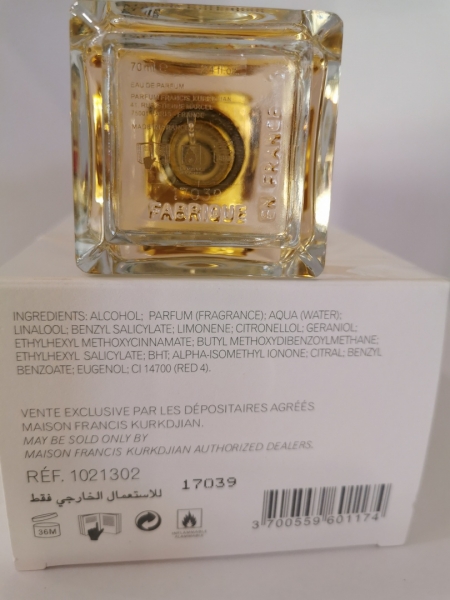 70 ml
EAU DE PARFUM
FABRIQUÉ
EN FRANCE
INGREDIENTS: ALCOHOL; PARFUM (FRAGRANCE); AQUA (WATER);
LINALOOL; BENZYL SALICYLATE; LIMONENE; CITRONELLOL; GERANIOL;
ETHYLHEXYL METHOXYCINNAMATE; BUTYL METHOXYDIBENZOYLMETHANE;
ETHYLHEXYL SALICYLATE; BHT; ALPHA-ISOMETHYL IONONE; CITRAL; BENZYL
BENZOATE; EUGENOL; CI 14700 (RED 4).
VENTE EXCLUSIVE PAR LES DÉPOSITAIRES AGRÉÉS
MAISON FRANCIS KURKDJIAN.
MAY BE SOLD ONLY BY
MAISON FRANCIS KURKDJIAN AUTHORIZED DEALERS.
RÉF. 1021302
17039
للاستعمال الخارجي فقط
36M
3 700559 601174